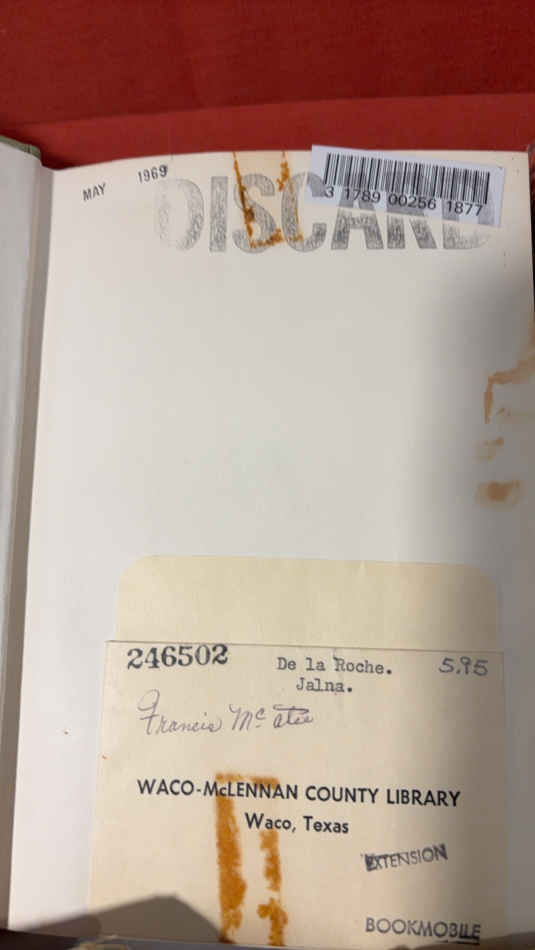 MAY 1969
DISCARD
3 1789 00256 1877
246502
De la Roche. 5.95
Jalna.
Francis McAtee
WACO-McLENNAN COUNTY LIBRARY
Waco, Texas
EXTENSION
BOOKMOBILE